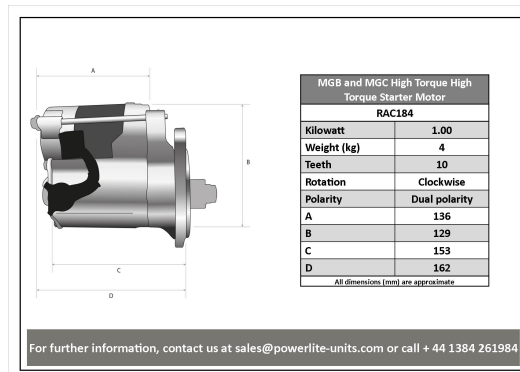 A
B
C
D
MGB and MGC High Torque High
Torque Starter Motor
RAC184
Kilowatt 1.00
Weight (kg) 4
Teeth 10
Rotation Clockwise
Polarity Dual polarity
A 136
B 129
C 153
D 162
All dimensions (mm) are approximate
For further information, contact us at sales@powerlite-units.com or call + 44 1384 261984